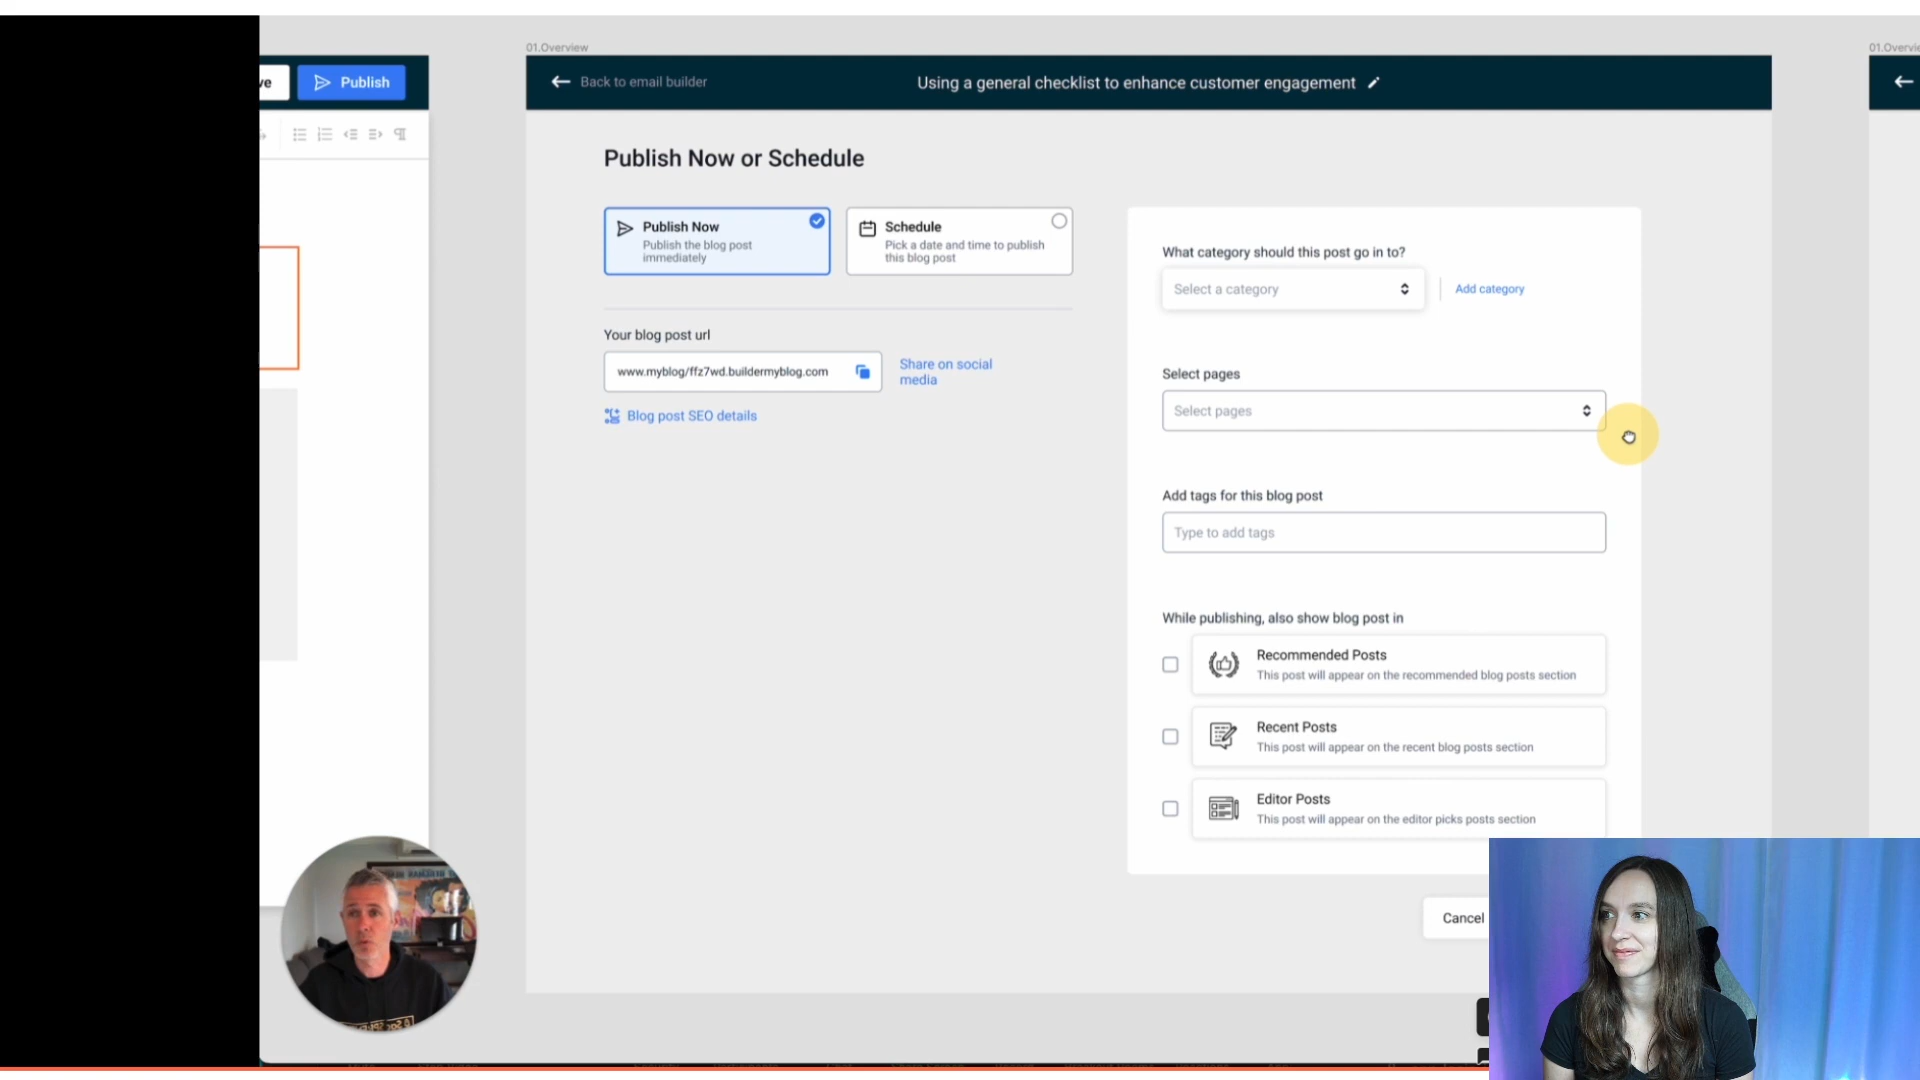 01.Overview
Publish
Back to email builder
Using a general checklist to enhance customer engagement
Publish Now or Schedule
Publish Now
Publish the blog post
immediately
Schedule
Pick a date and time to publish
this blog post
Your blog post url
www.myblog/ffz7wd.buildermyblog.com
Share on social
media
Blog post SEO details
What category should this post go in to?
Select a category
Add category
Select pages
Select pages
Add tags for this blog post
Type to add tags
While publishing, also show blog post in
Recommended Posts
This post will appear on the recommended blog posts section
Recent Posts
This post will appear on the recent blog posts section
Editor Posts
This post will appear on the editor picks posts section
Cancel